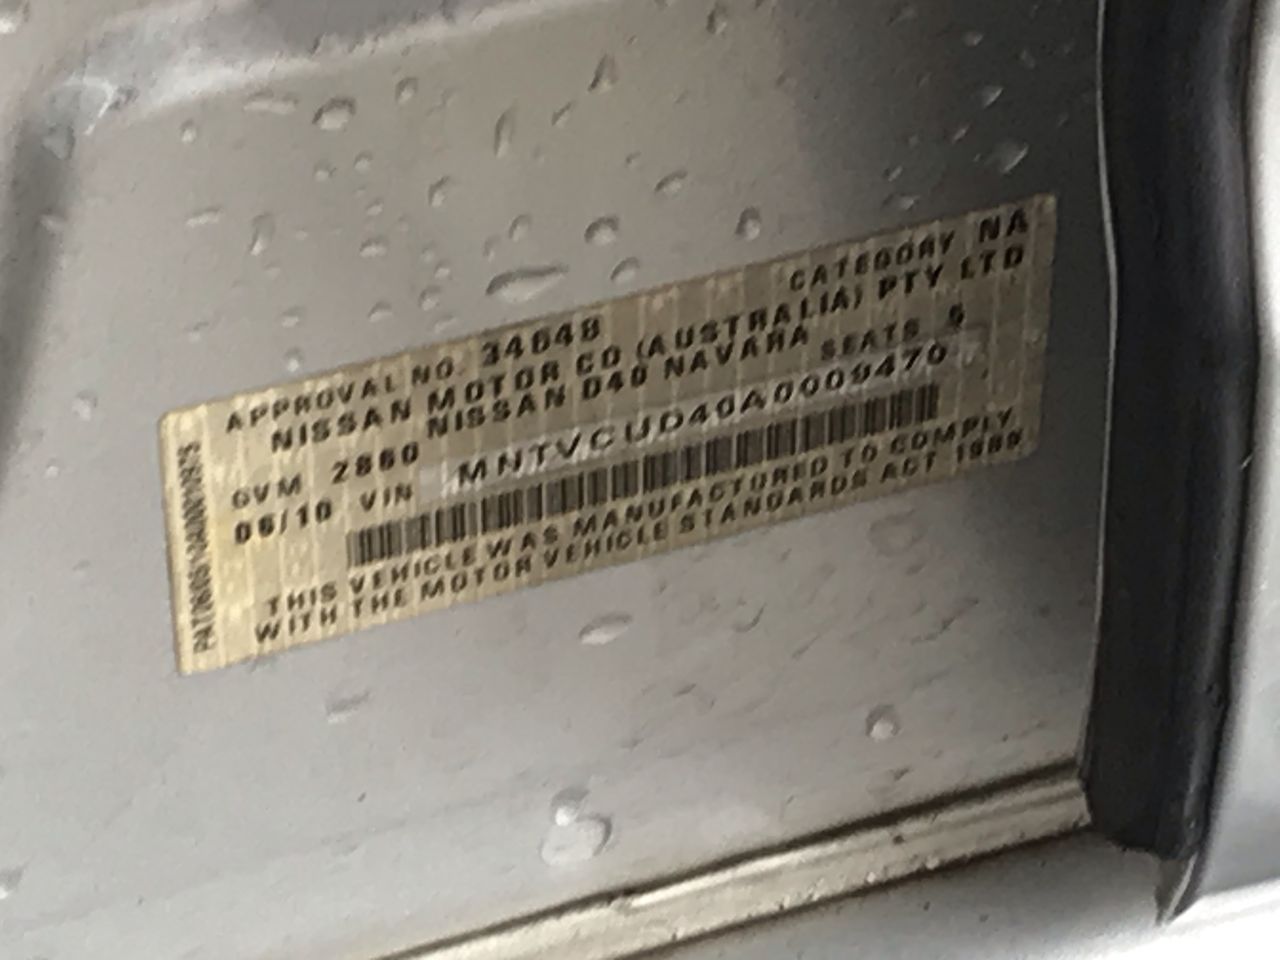 APPROVAL NO. 34648 CATEGORY NA
NISSAN MOTOR CO (AUSTRALIA) PTY LTD
NISSAN D40 NAVARA
GVM 2860 SEATS 5
06/10 VIN MNTVCUD40A0009470
THIS VEHICLE WAS MANUFACTURED TO COMPLY
WITH THE MOTOR VEHICLE STANDARDS ACT 1989